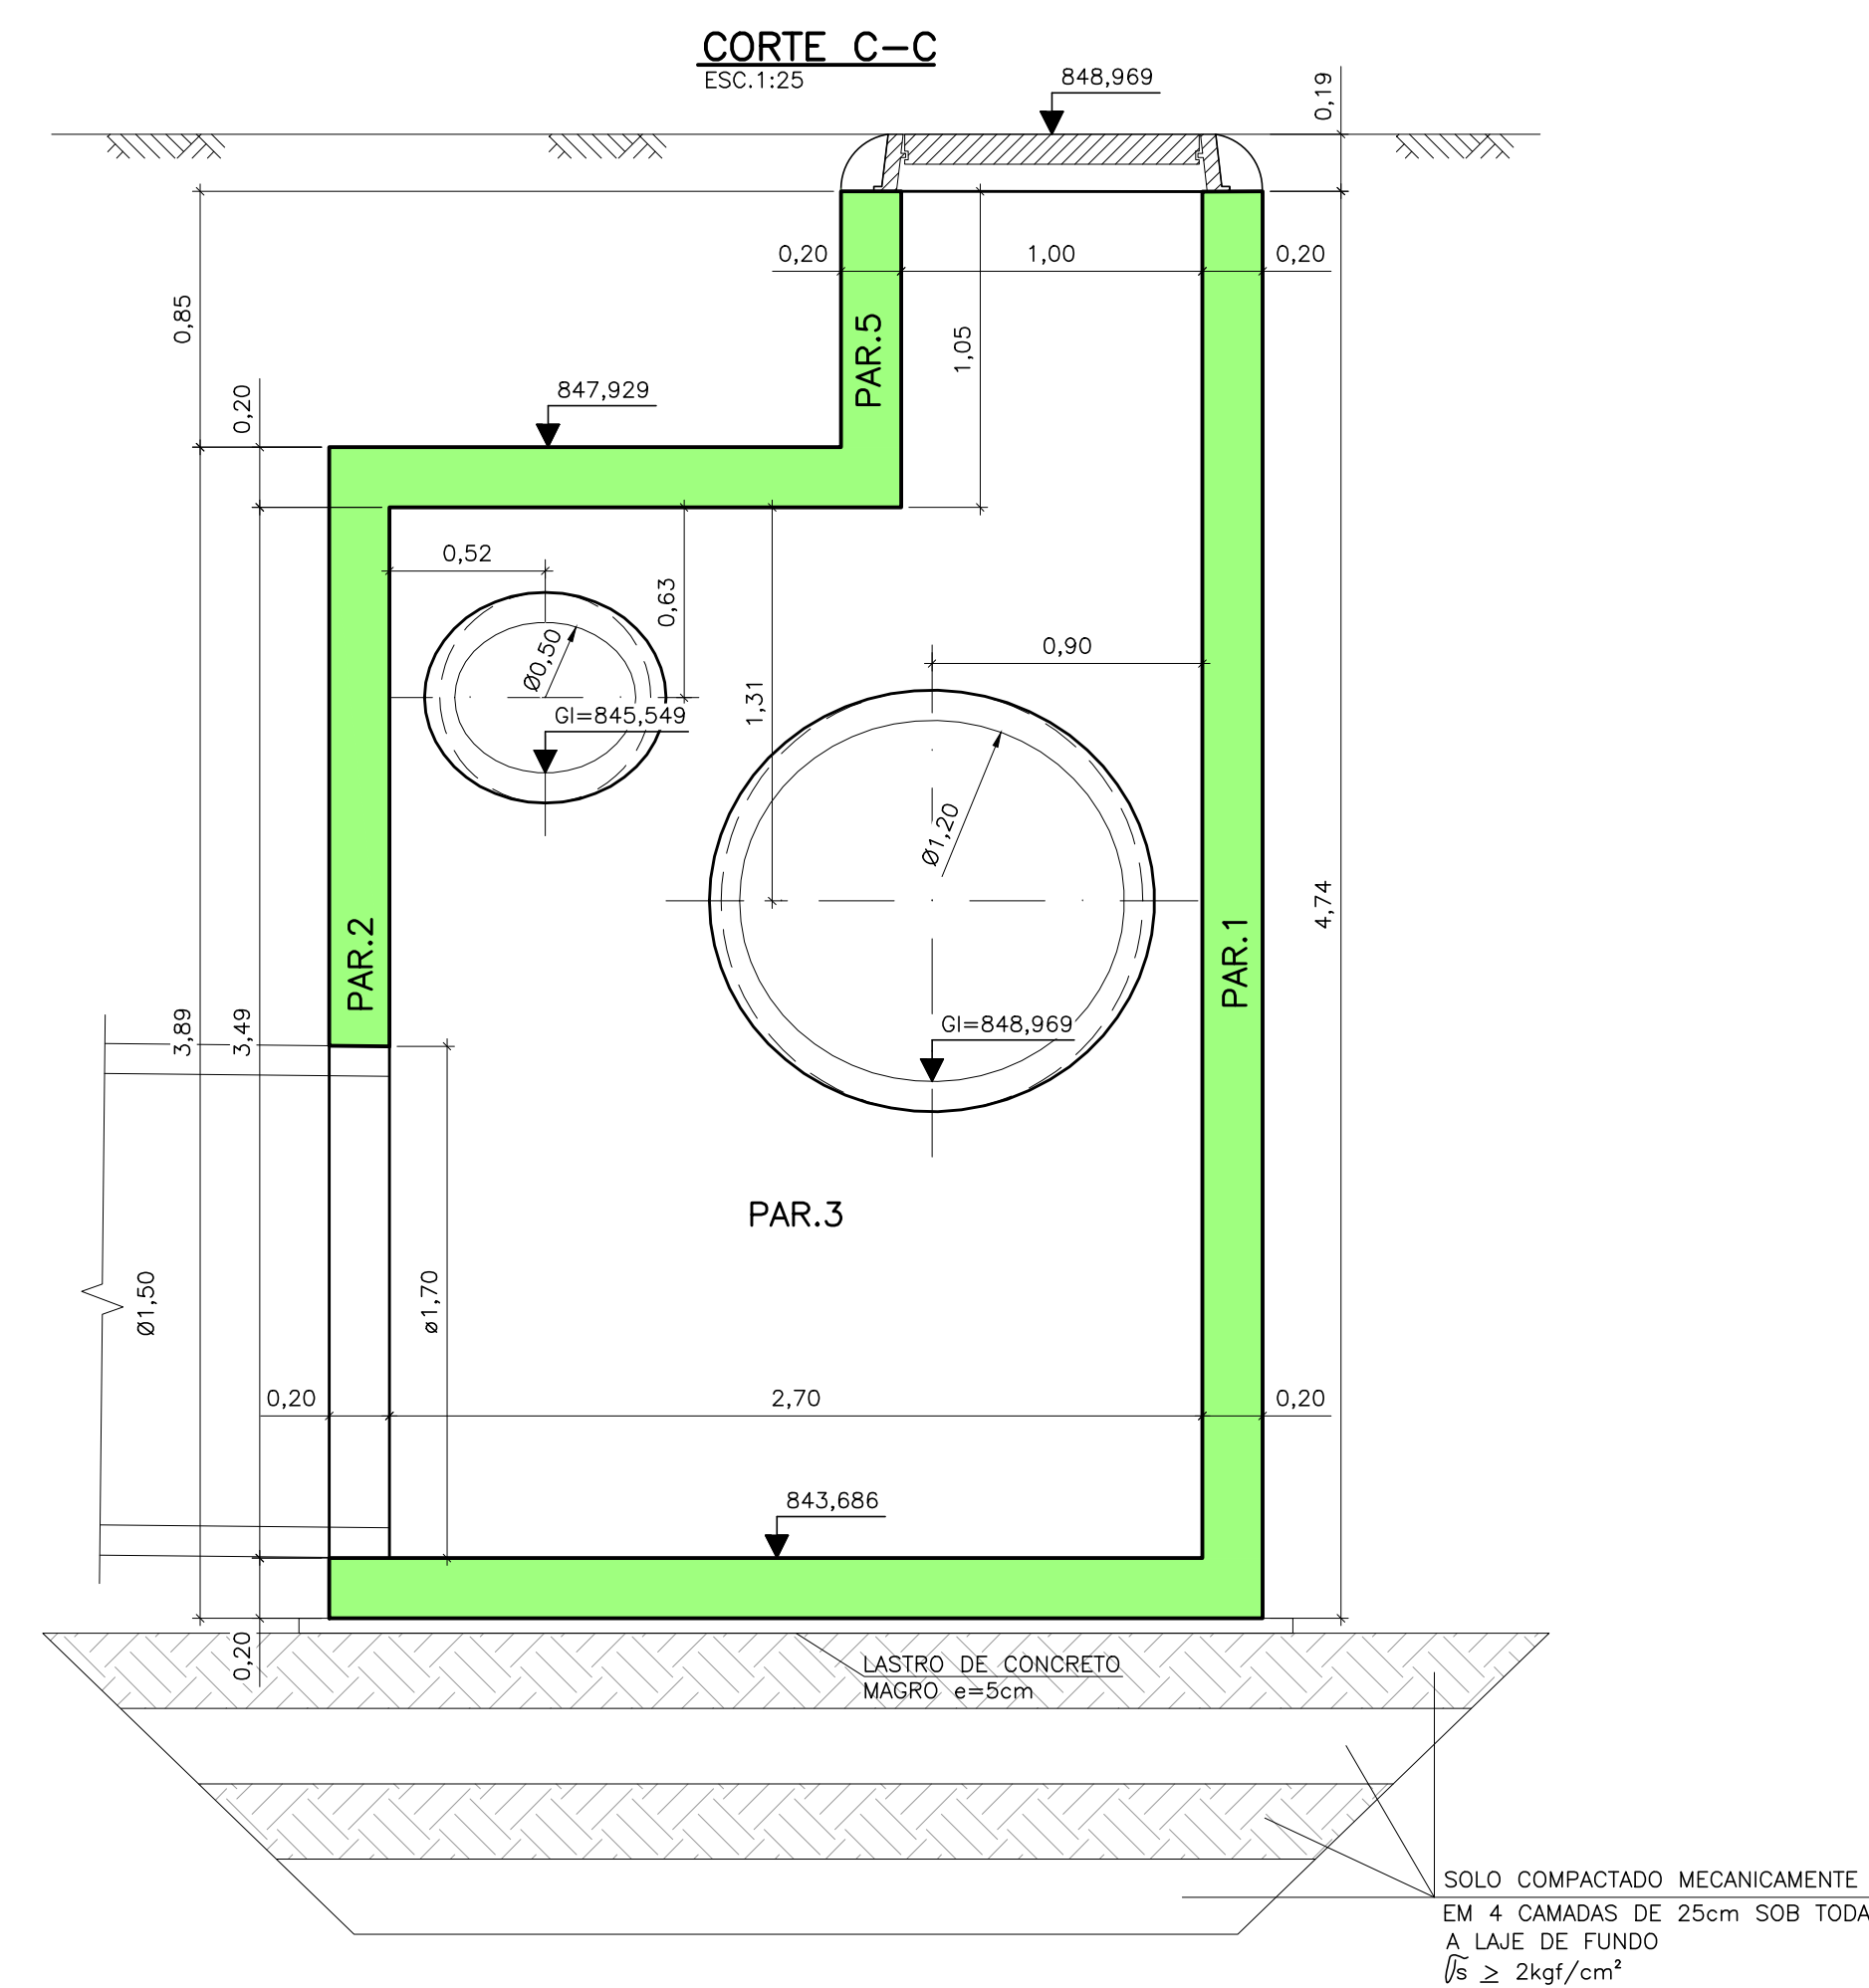 CORTE C-C
ESC.1:25
848,969
0,19
0,20
1,00
0,20
0,85
PAR.5
1,05
847,929
0,20
0,52
0,63
Ø0,50
GI=845,549
0,90
1,31
Ø1,20
4,74
PAR.2
PAR.1
3,89
3,49
GI=848,969
PAR.3
Ø1,50
ø1,70
0,20
2,70
0,20
843,686
0,20
LASTRO DE CONCRETO
MAGRO e=5cm
SOLO COMPACTADO MECANICAMENTE
EM 4 CAMADAS DE 25cm SOB TODA
A LAJE DE FUNDO
s ≥ 2kgf/cm²